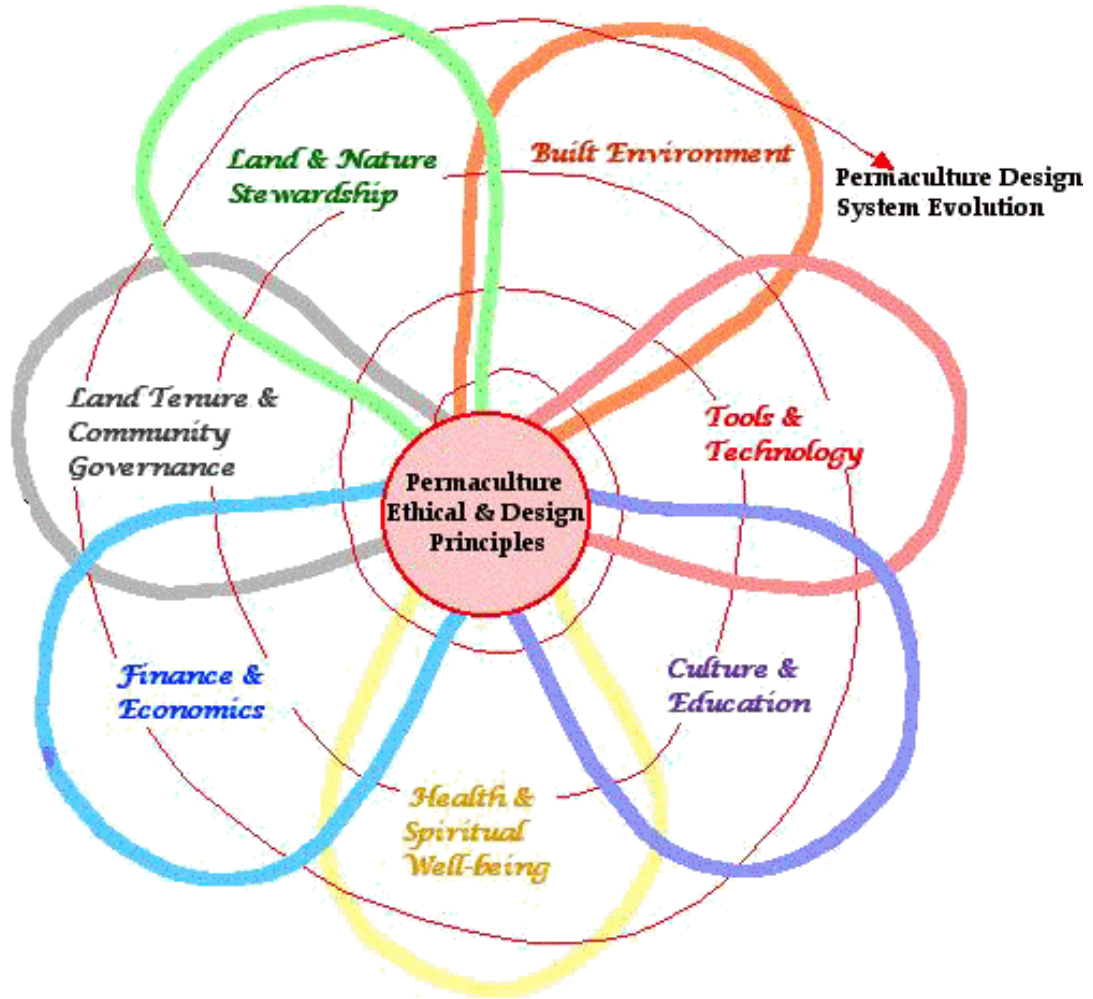 Land & Nature
Stewardship
Built Environment
Permaculture Design
System Evolution
Land Tenure &
Community
Governance
Tools &
Technology
Permaculture
Ethical & Design
Principles
Finance &
Economics
Culture &
Education
Health &
Spiritual
Well-being